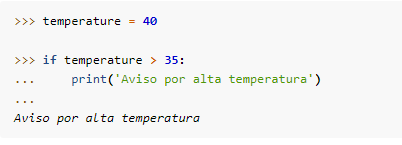 >>> temperature = 40
>>> if temperature > 35:
...     print('Aviso por alta temperatura')
...
Aviso por alta temperatura